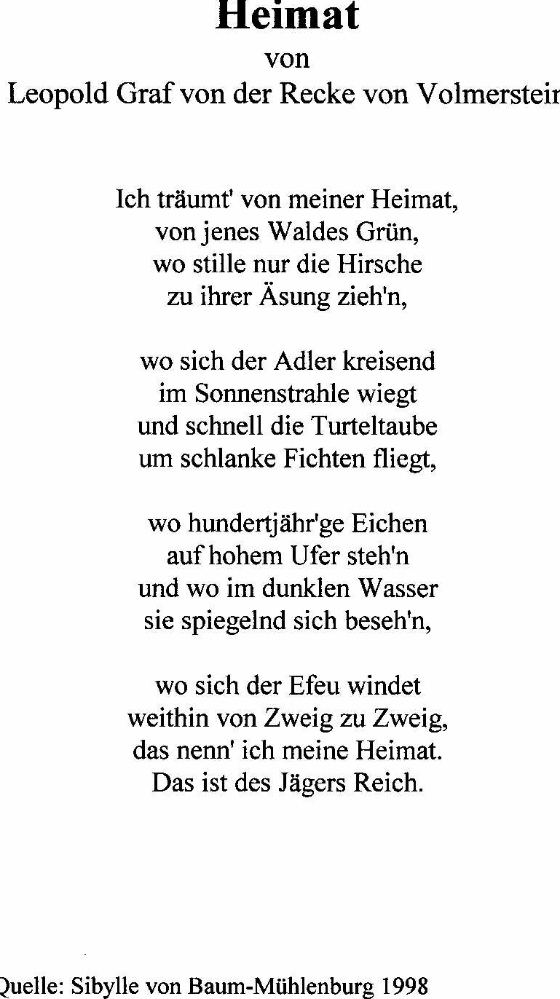 Heimat
von
Leopold Graf von der Recke von Volmerstein
Ich träumt' von meiner Heimat,
von jenes Waldes Grün,
wo stille nur die Hirsche
zu ihrer Äsung zieh'n,
wo sich der Adler kreisend
im Sonnenstrahle wiegt
und schnell die Turteltaube
um schlanke Fichten fliegt,
wo hundertjähr'ge Eichen
auf hohem Ufer steh'n
und wo im dunklen Wasser
sie spiegelnd sich beseh'n,
wo sich der Efeu windet
weithin von Zweig zu Zweig,
das nenn' ich meine Heimat.
Das ist des Jägers Reich.
Quelle: Sibylle von Baum-Mühlenburg 1998